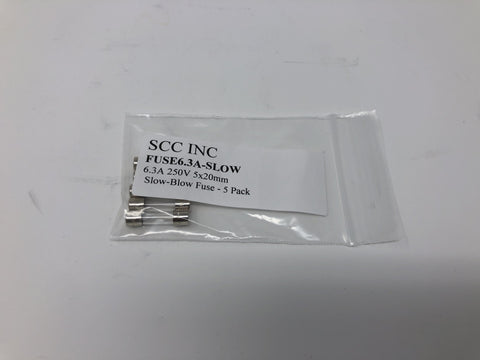 SCC INC
FUSE6.3A-SLOW
6.3A 250V 5x20mm
Slow-Blow Fuse - 5 Pack